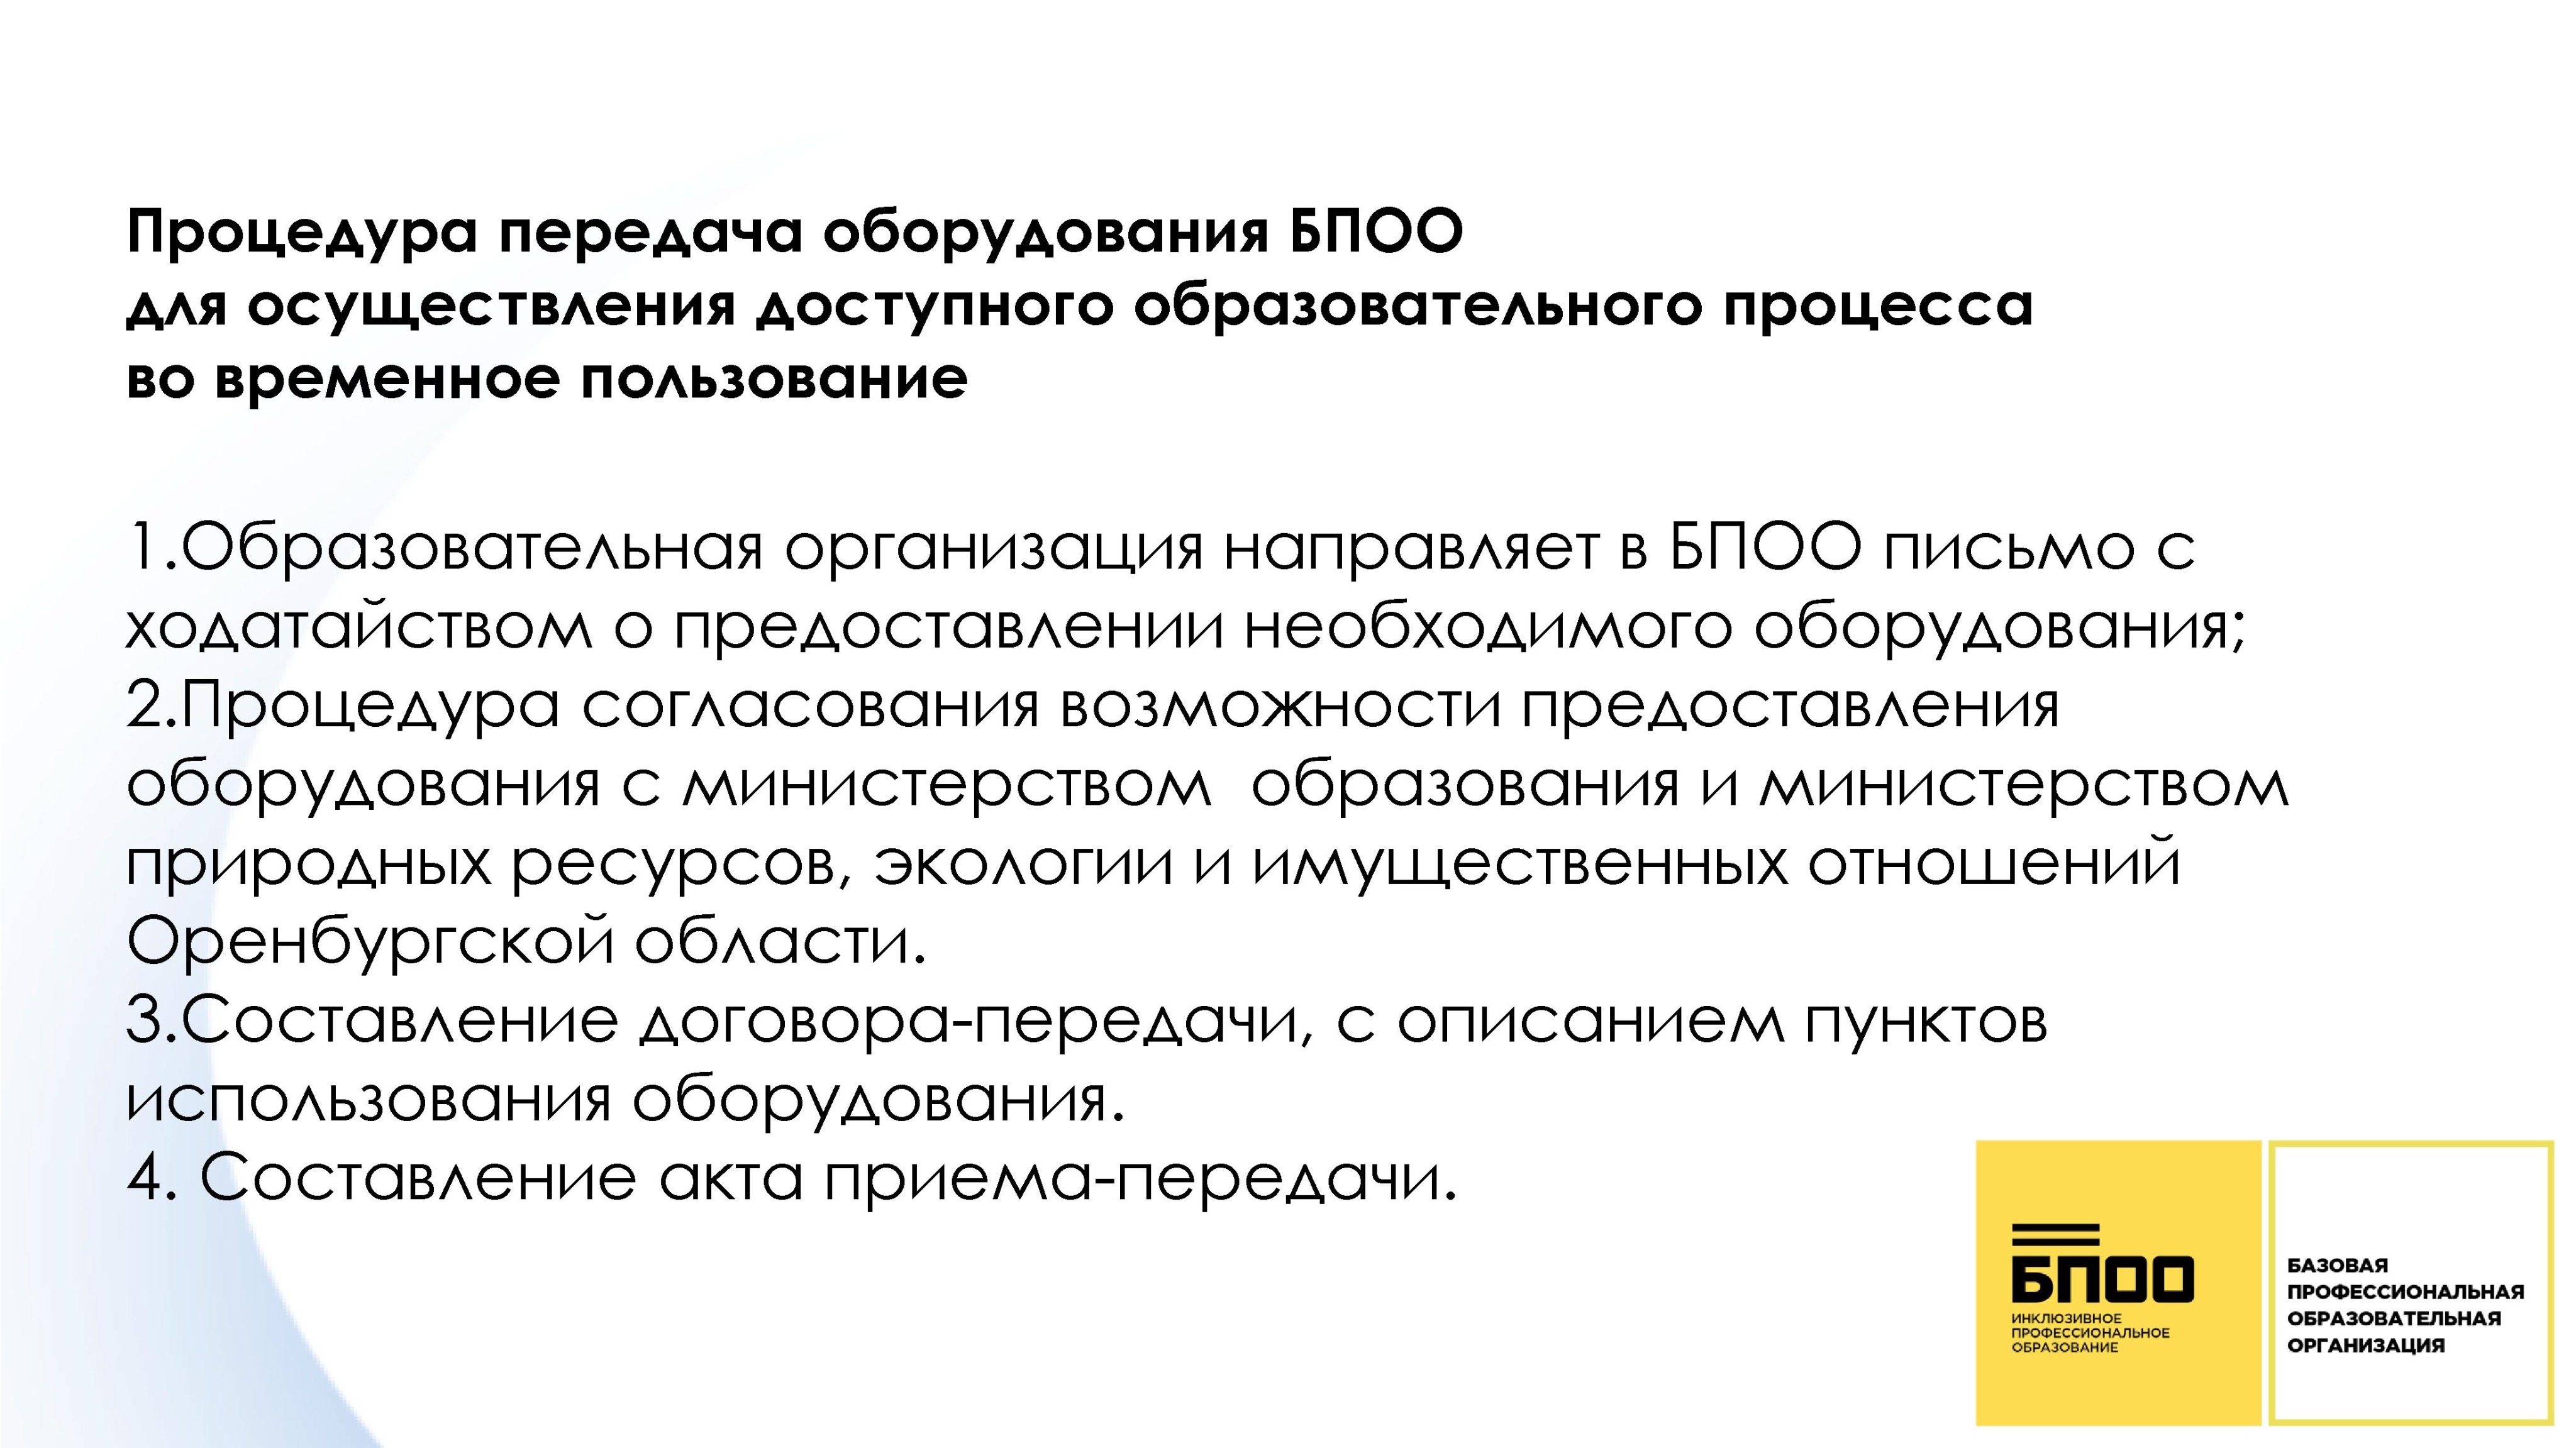 Процедура передача оборудования БПОО
для осуществления доступного образовательного процесса
во временное пользование
1.Образовательная организация направляет в БПОО письмо с
ходатайством о предоставлении необходимого оборудования;
2.Процедура согласования возможности предоставления
оборудования с министерством  образования и министерством
природных ресурсов, экологии и имущественных отношений
Оренбургской области.
3.Составление договора-передачи, с описанием пунктов
использования оборудования.
4. Составление акта приема-передачи.
БПОО
ИНКЛЮЗИВНОЕ
ПРОФЕССИОНАЛЬНОЕ
ОБРАЗОВАНИЕ
БАЗОВАЯ
ПРОФЕССИОНАЛЬНАЯ
ОБРАЗОВАТЕЛЬНАЯ
ОРГАНИЗАЦИЯ